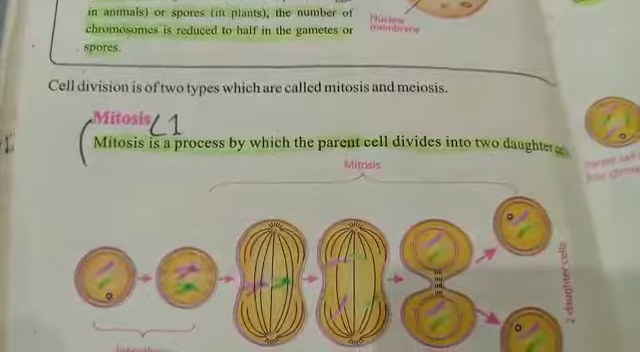 in animals) or spores (in plants), the number of
chromosomes is reduced to half in the gametes or
spores.
Nuclear
membrane
Cell division is of two types which are called mitosis and meiosis.
Mitosis <1
Mitosis is a process by which the parent cell divides into two daughter
Mitosis
2 daughter cells